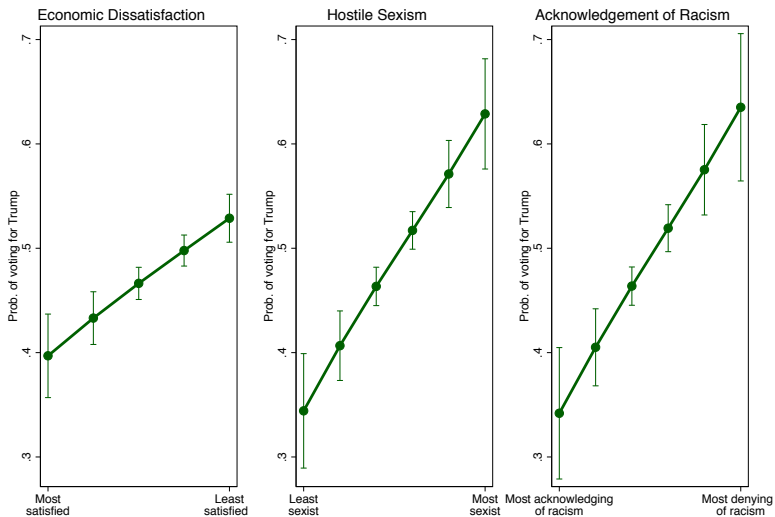 Economic Dissatisfaction
Prob. of voting for Trump
.7
.6
.5
.4
.3
Most
satisfied
Least
satisfied
Hostile Sexism
Prob. of voting for Trump
.7
.6
.5
.4
.3
Least
sexist
Most
sexist
Acknowledgement of Racism
Prob. of voting for Trump
.7
.6
.5
.4
.3
Most acknowledging
of racism
Most denying
of racism